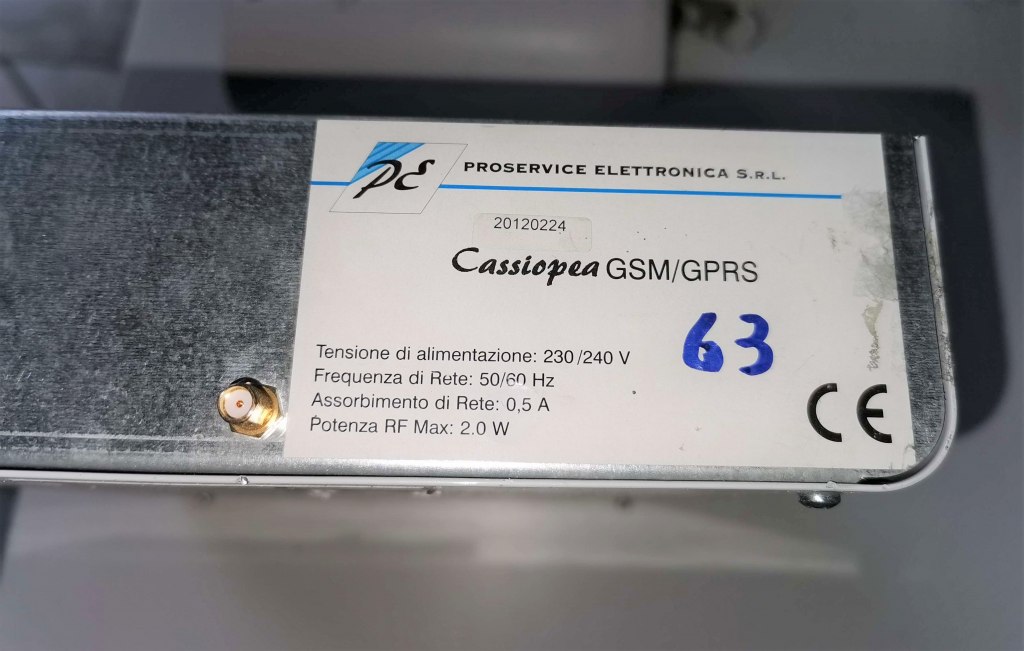 PE
PROSERVICE ELETTRONICA S.R.L.
20120224
Cassiopea GSM/GPRS
63
Tensione di alimentazione: 230/240 V
Frequenza di Rete: 50/60 Hz
Assorbimento di Rete: 0,5 A
Potenza RF Max: 2.0 W
CE